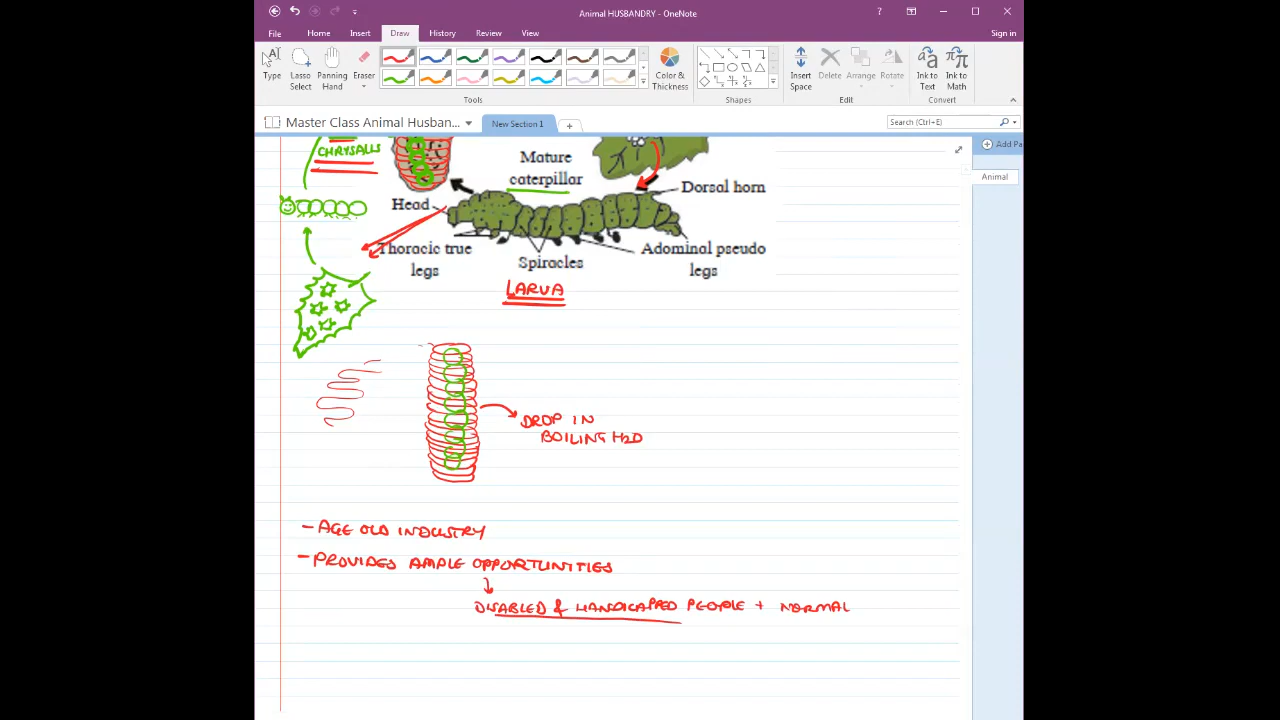 Animal HUSBANDRY - OneNote
?
File Home Insert Draw History Review View
Sign in
Type
Lasso Select
Panning Hand
Eraser
Color & Thickness
Insert Space
Delete
Arrange
Rotate
Ink to Text
Ink to Math
Tools
Shapes
Edit
Convert
Master Class Animal Husban...
New Section 1
Search (Ctrl+E)
Add Pa
Animal
CHRYSALIS
Mature
caterpillar
Dorsal horn
Head
Thoracic true
legs
Spiracles
Adominal pseudo
legs
LARVA
DROP IN
BOILING H2O
- AGE OLD INDUSTRY
- PROVIDES AMPLE OPPORTUNITIES
DISABLED & HANDICAPPED PEOPLE + NORMAL